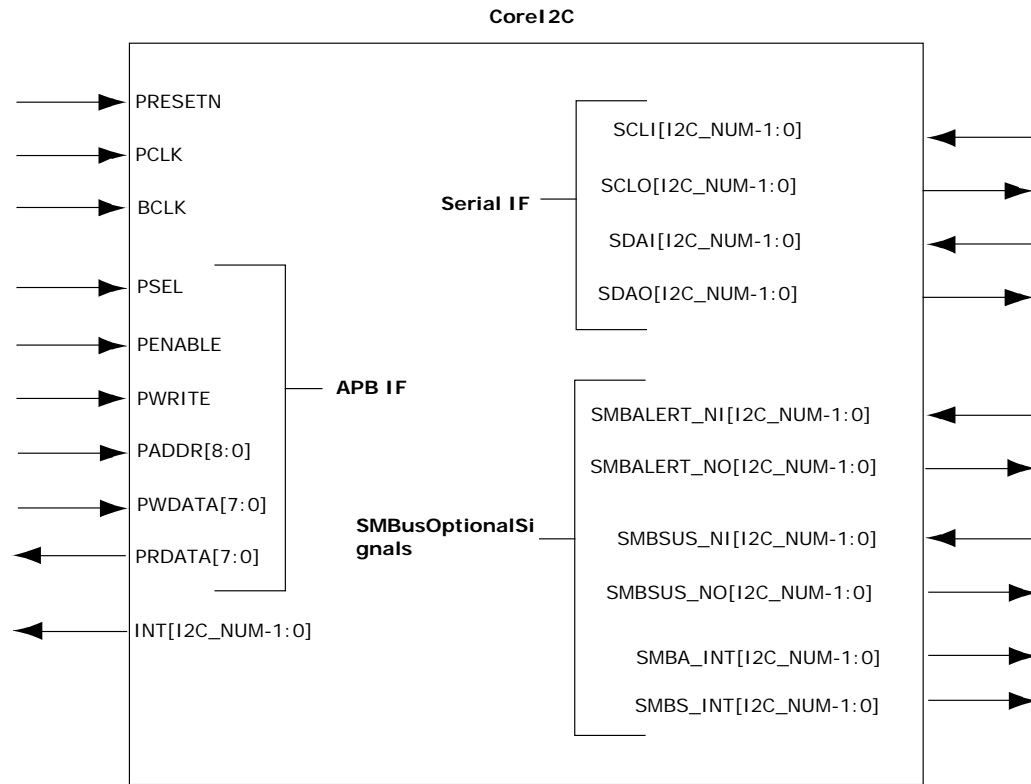 CoreI2C
PRESETN
PCLK
BCLK
PSEL
PENABLE
PWRITE
PADDR[8:0]
PWDATA[7:0]
PRDATA[7:0]
INT[I2C_NUM-1:0]
APB IF
Serial IF
SCLI[I2C_NUM-1:0]
SCLO[I2C_NUM-1:0]
SDAI[I2C_NUM-1:0]
SDAO[I2C_NUM-1:0]
SMBusOptionalSi
gnals
SMBALERT_NI[I2C_NUM-1:0]
SMBALERT_NO[I2C_NUM-1:0]
SMBSUS_NI[I2C_NUM-1:0]
SMBSUS_NO[I2C_NUM-1:0]
SMBA_INT[I2C_NUM-1:0]
SMBS_INT[I2C_NUM-1:0]